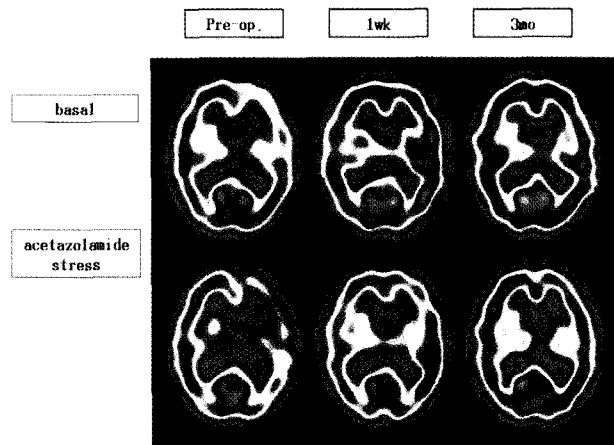 Pre-op.
1wk
3mo
basal
acetazolamide
stress